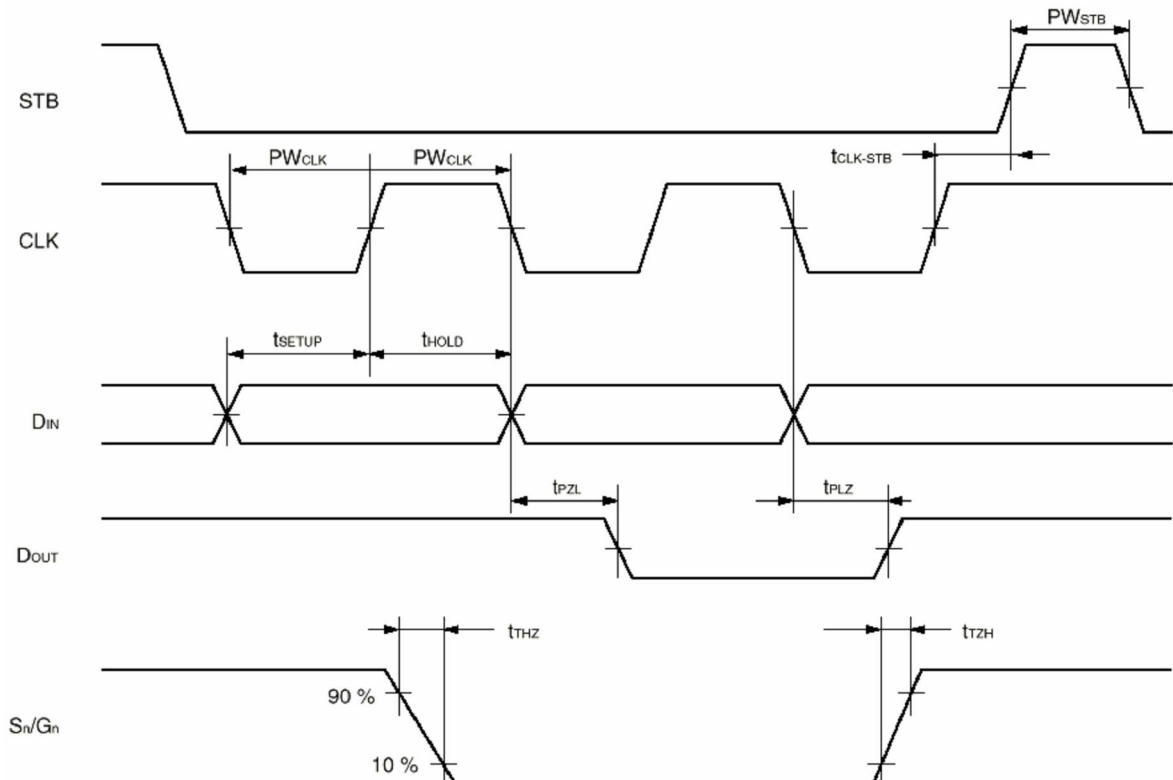 PWSTB
STB
tCLK-STB
PWCLK PWCLK
CLK
tSETUP tHOLD
DIN
tPZL tPLZ
DOUT
tTHZ tTZH
90 %
Sn/Gn
10 %